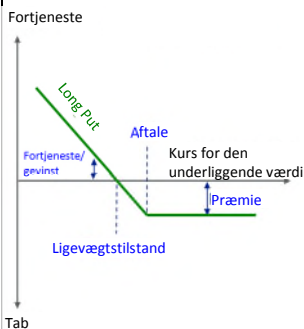 Fortjeneste
Long Put
Aftale
Fortjeneste/
gevinst
Kurs for den
underliggende værdi
Præmie
Ligevægtstilstand
Tab